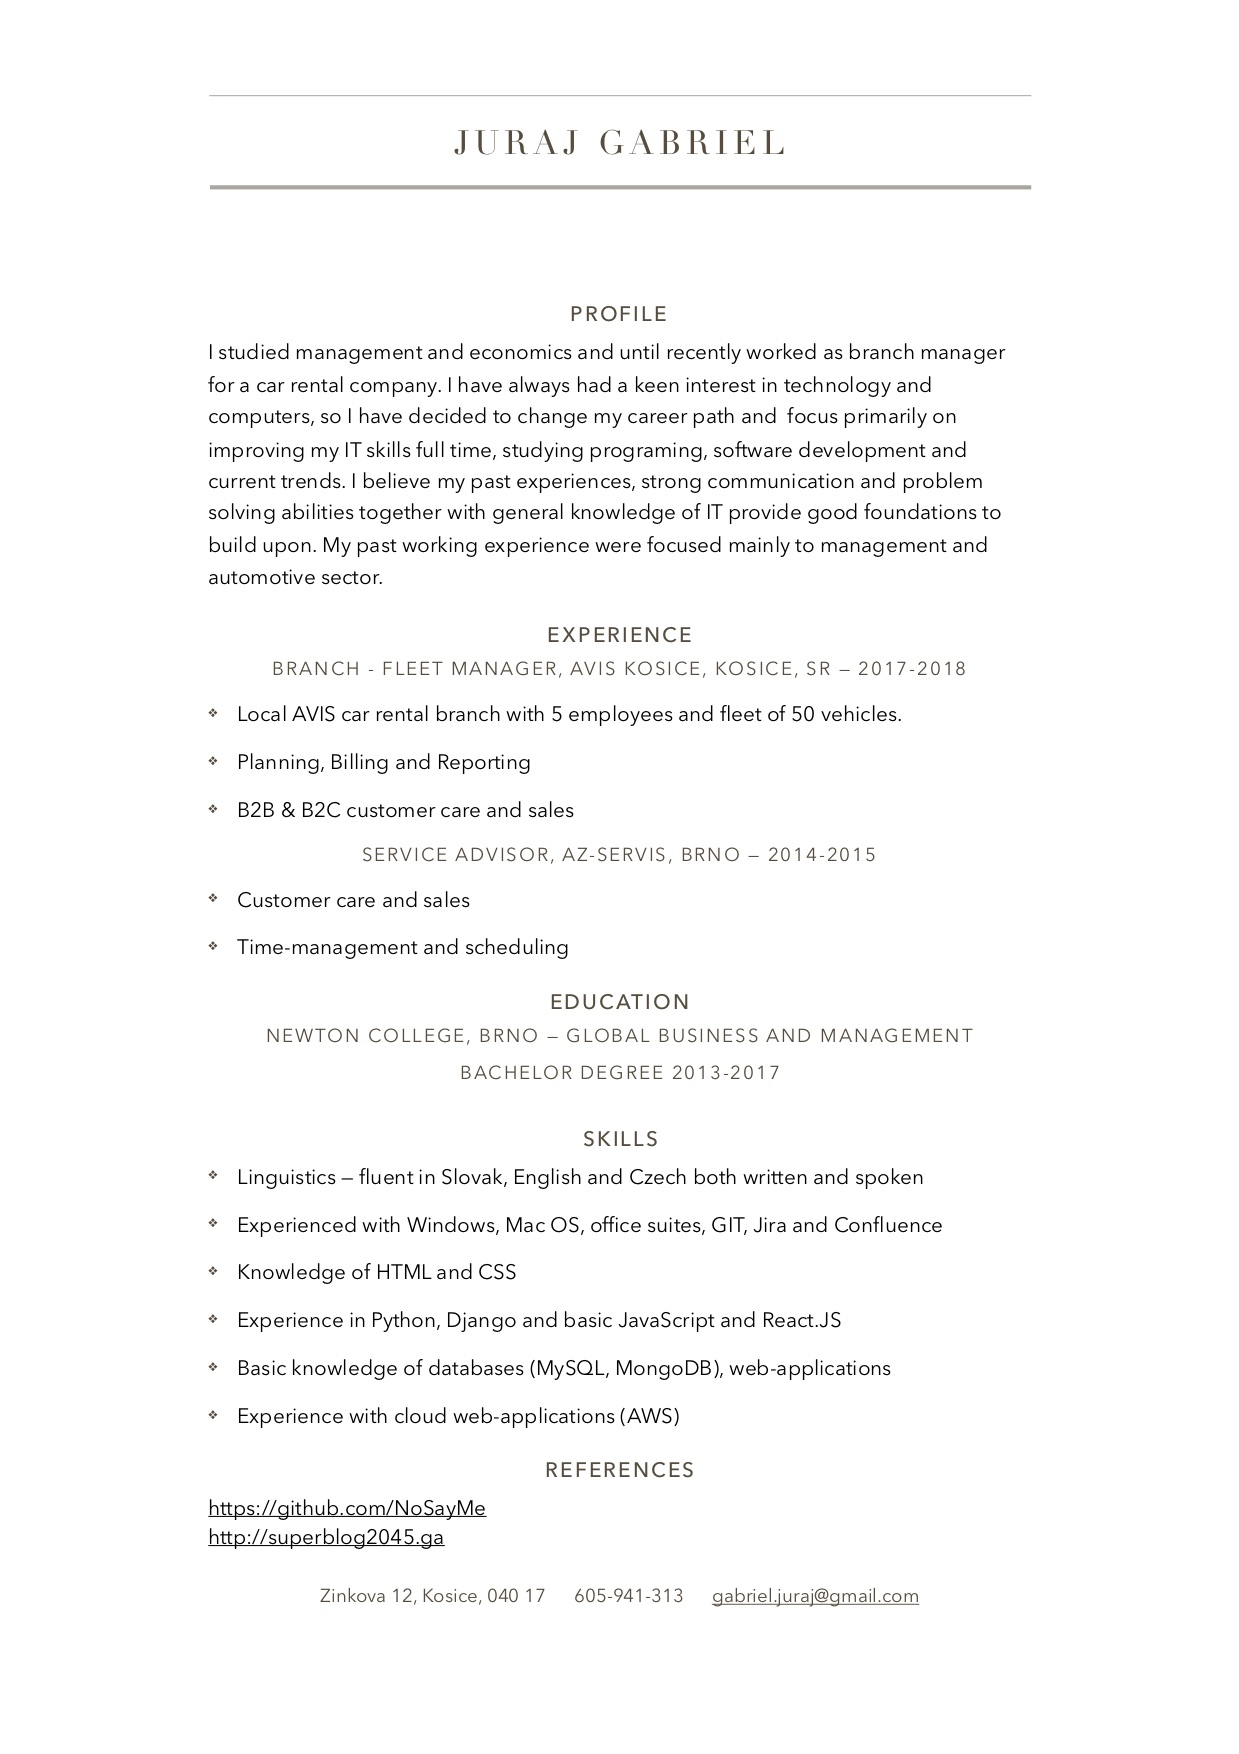 JURAJ GABRIEL
PROFILE
I studied management and economics and until recently worked as branch manager
for a car rental company. I have always had a keen interest in technology and
computers, so I have decided to change my career path and  focus primarily on
improving my IT skills full time, studying programing, software development and
current trends. I believe my past experiences, strong communication and problem
solving abilities together with general knowledge of IT provide good foundations to
build upon. My past working experience were focused mainly to management and
automotive sector.
EXPERIENCE
BRANCH - FLEET MANAGER, AVIS KOSICE, KOSICE, SR — 2017-2018
❖ Local AVIS car rental branch with 5 employees and fleet of 50 vehicles.
❖ Planning, Billing and Reporting
❖ B2B & B2C customer care and sales
SERVICE ADVISOR, AZ-SERVIS, BRNO — 2014-2015
❖ Customer care and sales
❖ Time-management and scheduling
EDUCATION
NEWTON COLLEGE, BRNO — GLOBAL BUSINESS AND MANAGEMENT
BACHELOR DEGREE 2013-2017
SKILLS
❖ Linguistics — fluent in Slovak, English and Czech both written and spoken
❖ Experienced with Windows, Mac OS, office suites, GIT, Jira and Confluence
❖ Knowledge of HTML and CSS
❖ Experience in Python, Django and basic JavaScript and React.JS
❖ Basic knowledge of databases (MySQL, MongoDB), web-applications
❖ Experience with cloud web-applications (AWS)
REFERENCES
https://github.com/NoSayMe
http://superblog2045.ga
Zinkova 12, Kosice, 040 17 605-941-313 gabriel.juraj@gmail.com